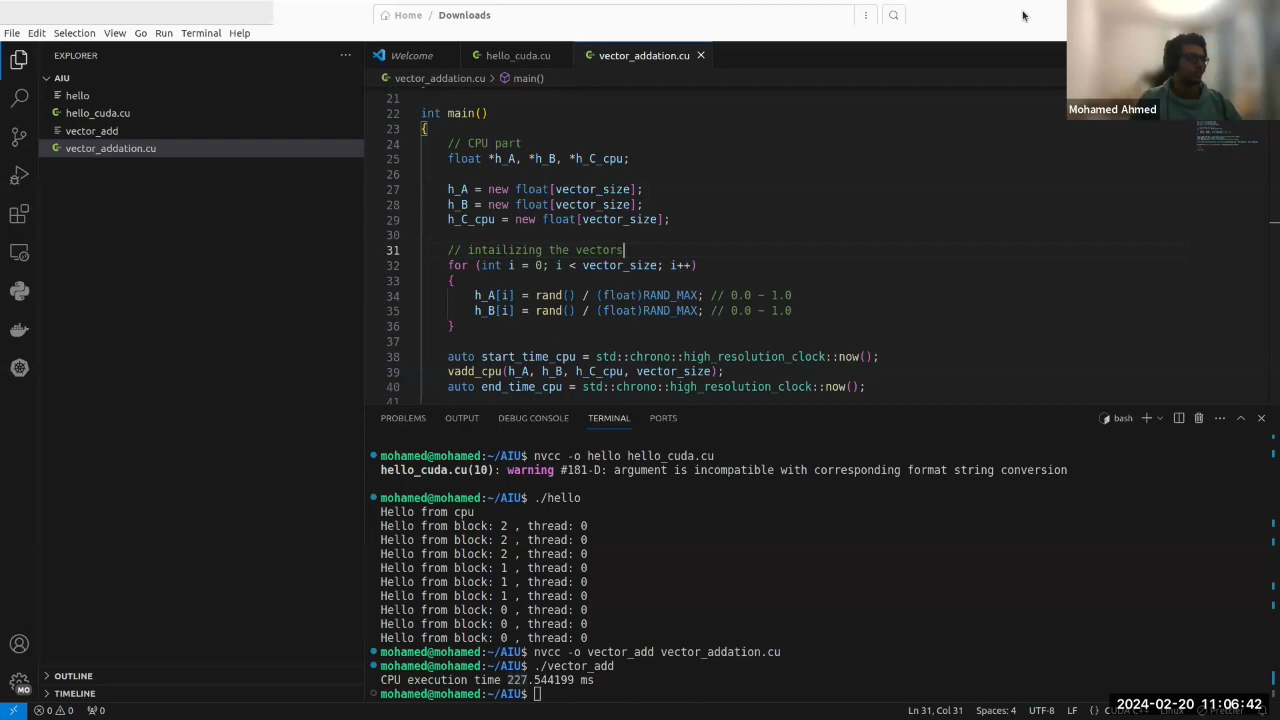 Home / Downloads
File Edit Selection View Go Run Terminal Help
EXPLORER
AIU
hello
hello_cuda.cu
vector_add
vector_addation.cu
OUTLINE
TIMELINE
Welcome hello_cuda.cu vector_addation.cu
vector_addation.cu > main()
21
22 int main()
23 {
24 // CPU part
25 float *h_A, *h_B, *h_C_cpu;
26
27 h_A = new float[vector_size];
28 h_B = new float[vector_size];
29 h_C_cpu = new float[vector_size];
30
31 // intailizing the vectors
32 for (int i = 0; i < vector_size; i++)
33 {
34 h_A[i] = rand() / (float)RAND_MAX; // 0.0 ~ 1.0
35 h_B[i] = rand() / (float)RAND_MAX; // 0.0 ~ 1.0
36 }
37
38 auto start_time_cpu = std::chrono::high_resolution_clock::now();
39 vadd_cpu(h_A, h_B, h_C_cpu, vector_size);
40 auto end_time_cpu = std::chrono::high_resolution_clock::now();
41
Mohamed Ahmed
PROBLEMS OUTPUT DEBUG CONSOLE TERMINAL PORTS
bash
mohamed@mohamed:~/AIU$ nvcc -o hello hello_cuda.cu
hello_cuda.cu(10): warning #181-D: argument is incompatible with corresponding format string conversion
mohamed@mohamed:~/AIU$ ./hello
Hello from cpu
Hello from block: 2 , thread: 0
Hello from block: 2 , thread: 0
Hello from block: 2 , thread: 0
Hello from block: 1 , thread: 0
Hello from block: 1 , thread: 0
Hello from block: 1 , thread: 0
Hello from block: 0 , thread: 0
Hello from block: 0 , thread: 0
Hello from block: 0 , thread: 0
mohamed@mohamed:~/AIU$ nvcc -o vector_add vector_addation.cu
mohamed@mohamed:~/AIU$ ./vector_add
CPU execution time 227.544199 ms
mohamed@mohamed:~/AIU$
MO
0 0 0 Ln 31, Col 31 Spaces: 4 UTF-8 LF
2024-02-20 11:06:42